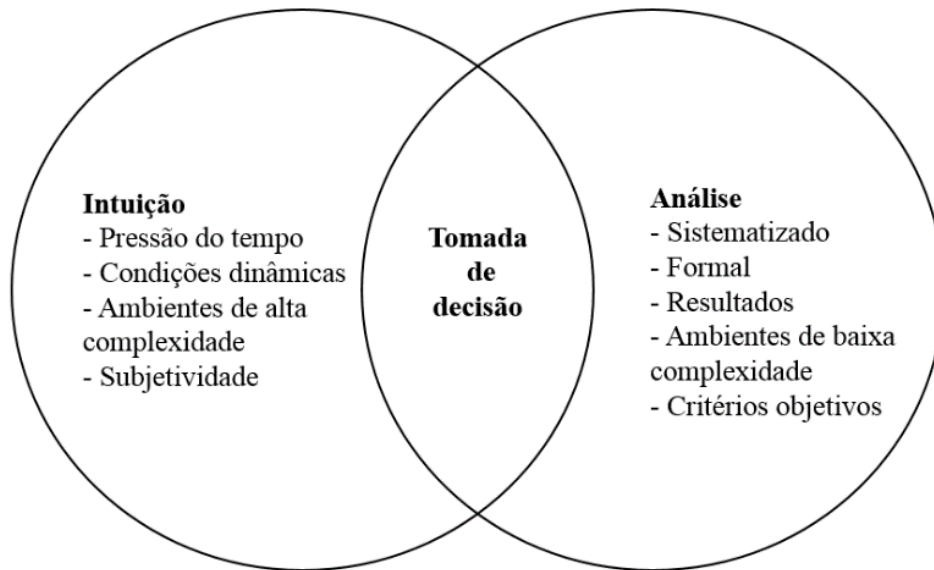 Intuição
- Pressão do tempo
- Condições dinâmicas
- Ambientes de alta
complexidade
- Subjetividade
Tomada
de
decisão
Análise
- Sistematizado
- Formal
- Resultados
- Ambientes de baixa
complexidade
- Critérios objetivos